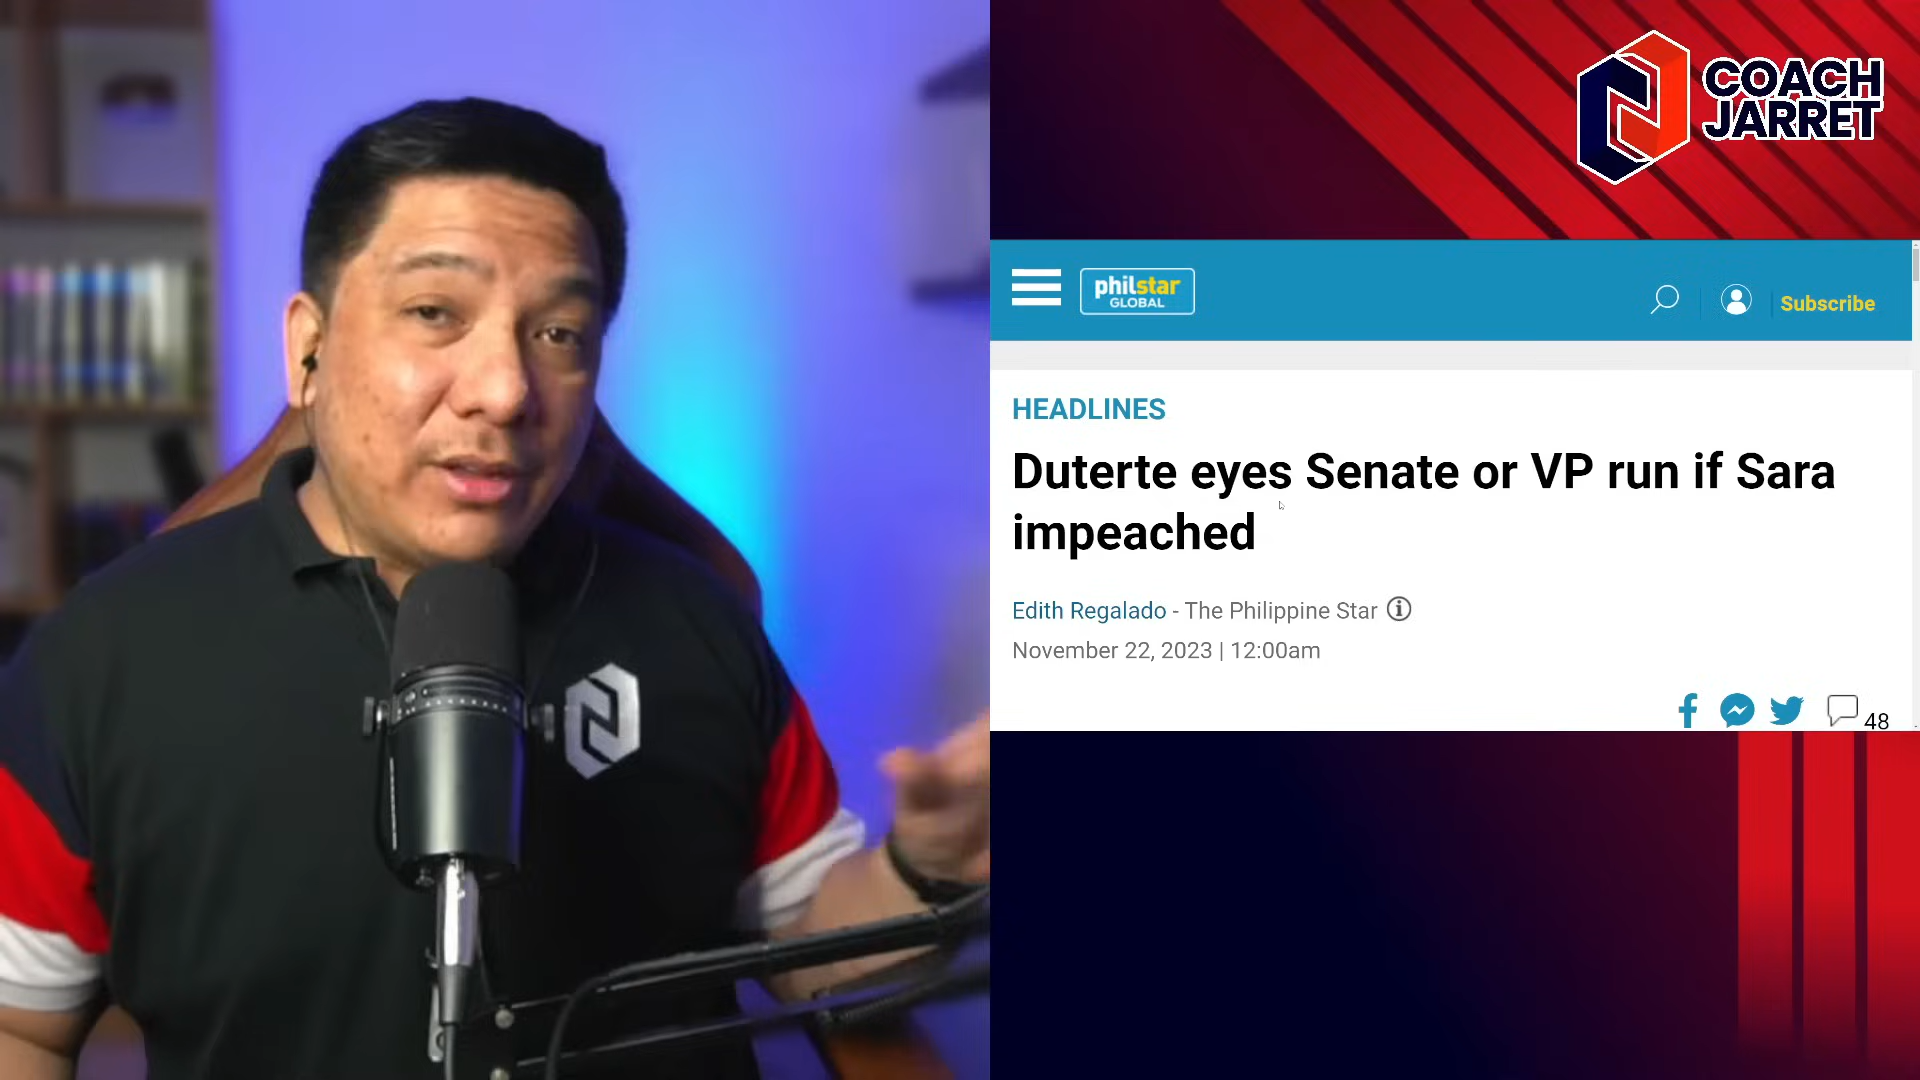 COACH
JARRET
philstar
GLOBAL
Subscribe
HEADLINES
Duterte eyes Senate or VP run if Sara
impeached
Edith Regalado - The Philippine Star
November 22, 2023 | 12:00am
48